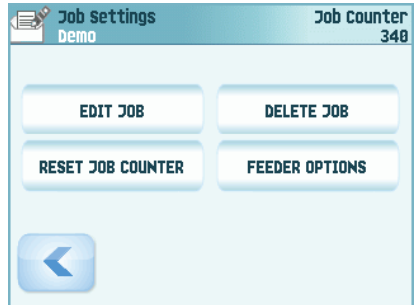 Job Settings Job Counter
Demo 340
EDIT JOB DELETE JOB
RESET JOB COUNTER FEEDER OPTIONS